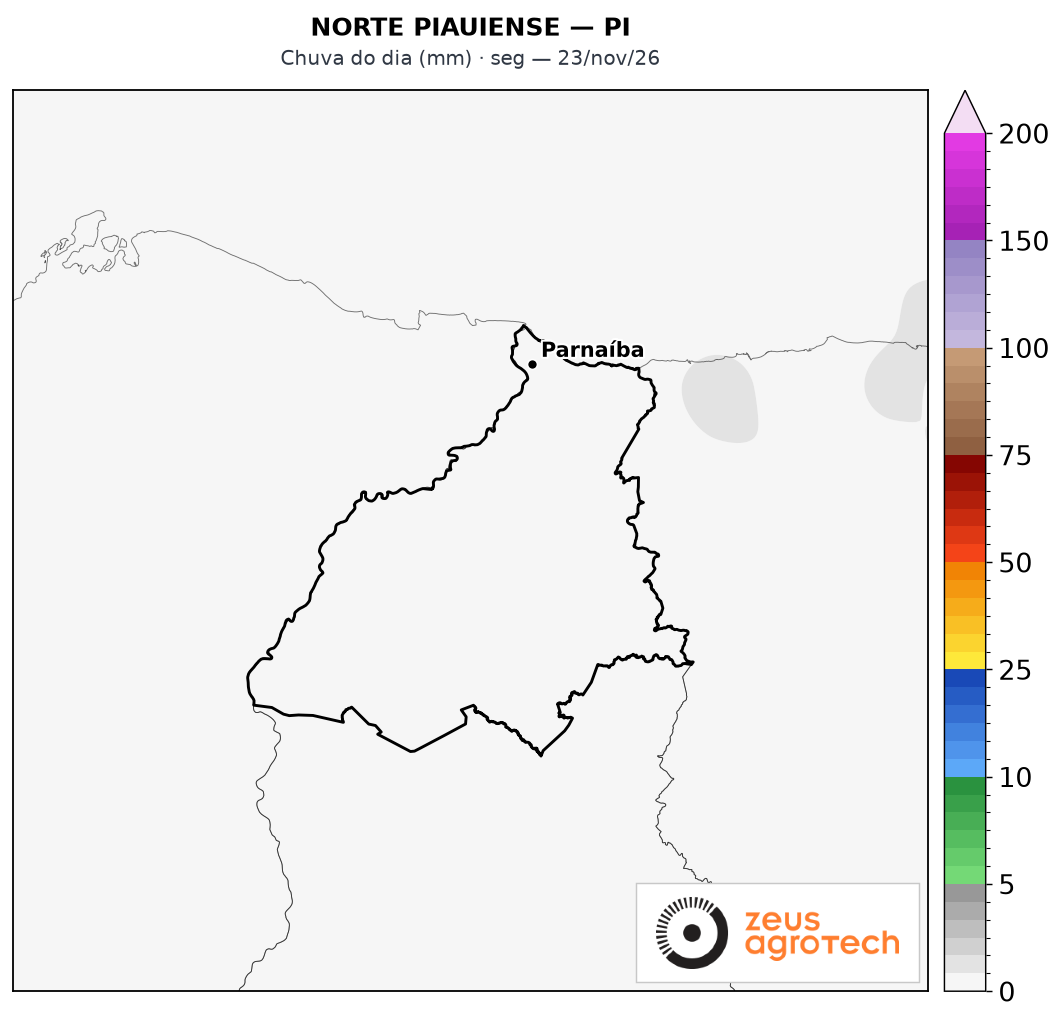 NORTE PIAUIENSE — PI
Chuva do dia (mm) · seg — 23/nov/26
200
150
100
75
50
25
10
5
0
Parnaíba
zeus
agrotech